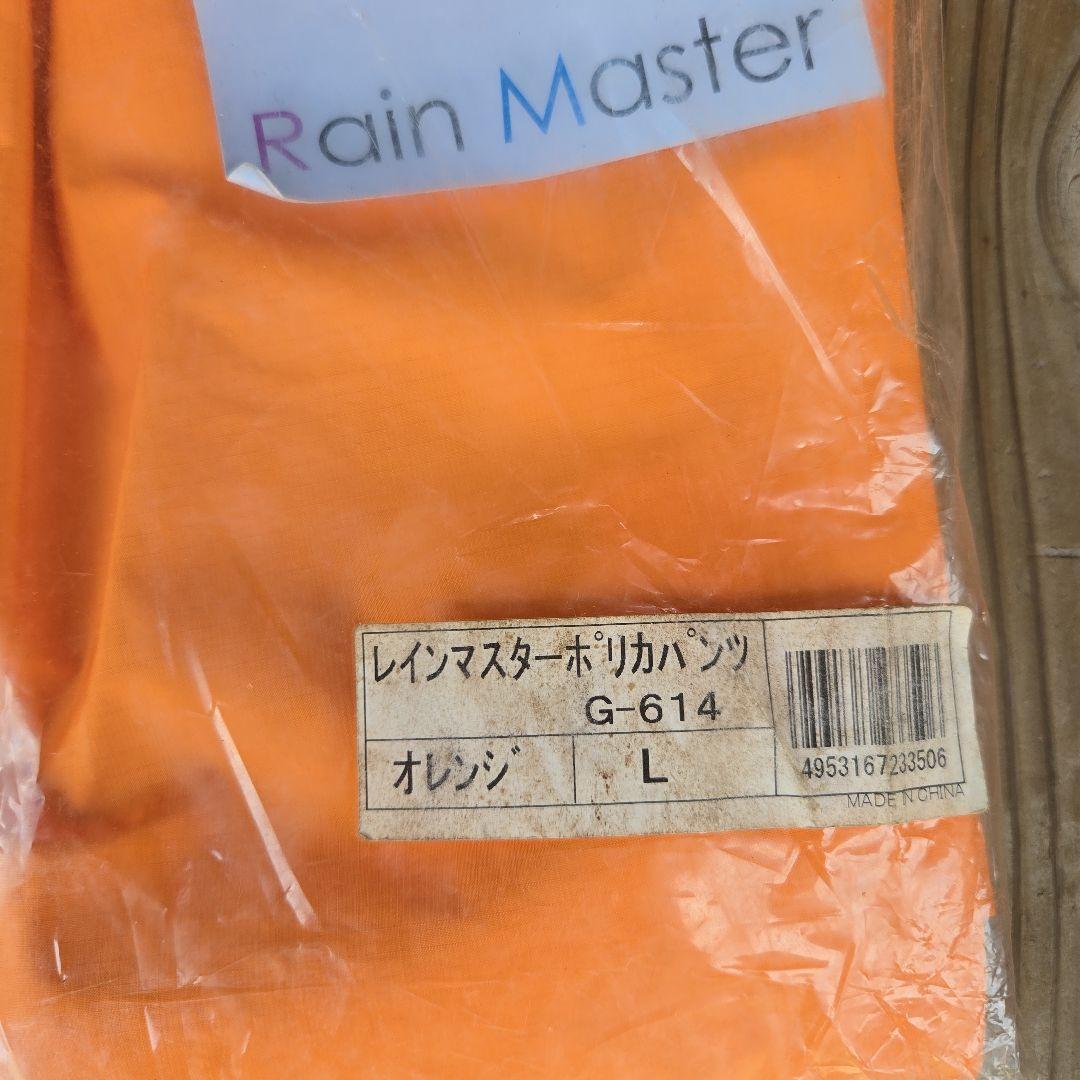 Rain Master
レインマスターポリカパンツ
G-614
オレンジ
L
4953167233506
MADE IN CHINA